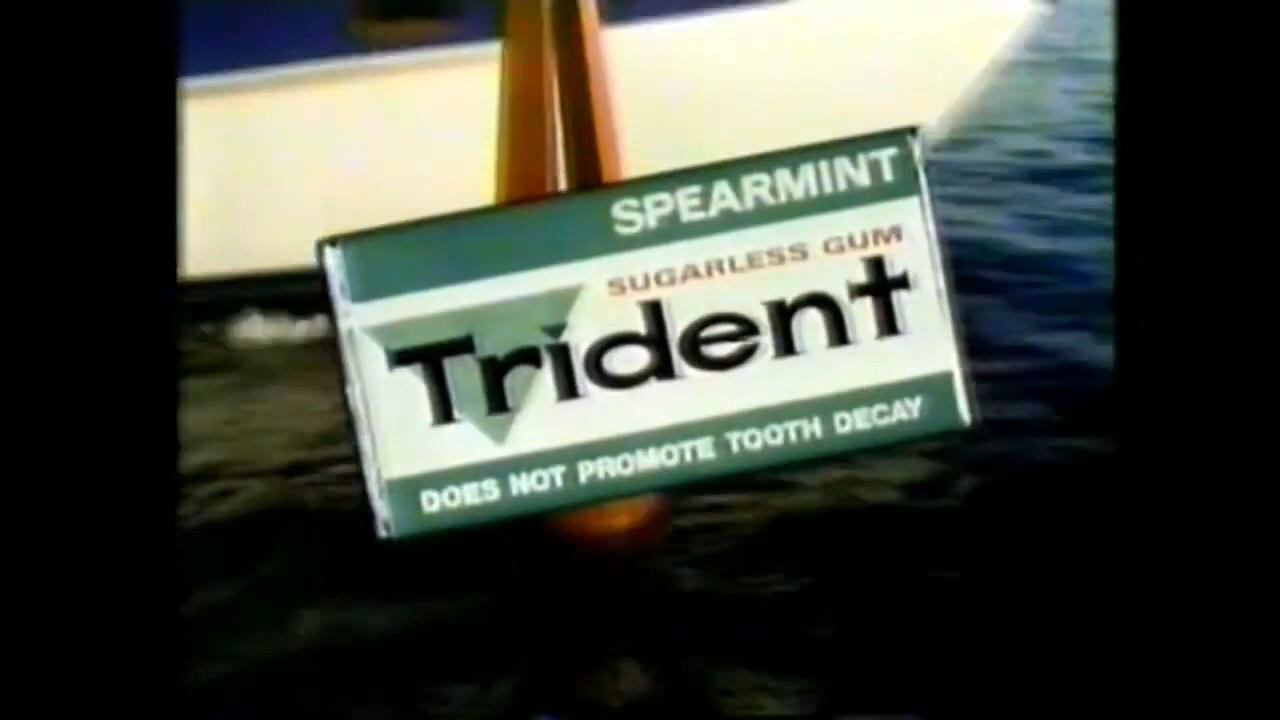 SPEARMINT
SUGARLESS GUM
Trident
DOES NOT PROMOTE TOOTH DECAY